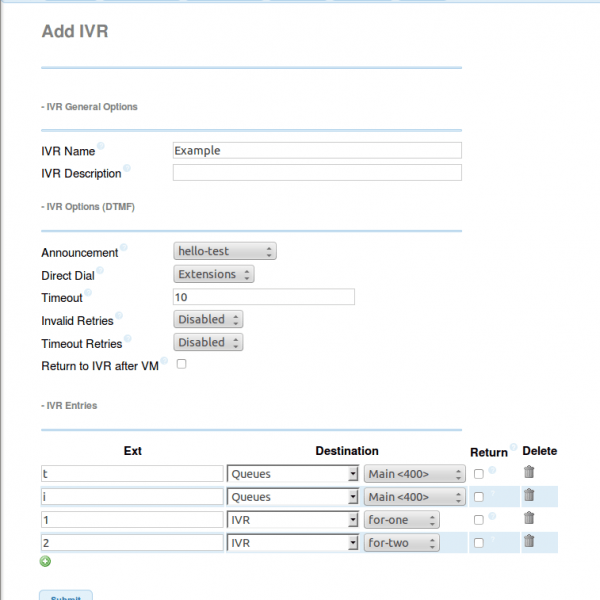 Add IVR
- IVR General Options
IVR Name Example
IVR Description
- IVR Options (DTMF)
Announcement hello-test
Direct Dial Extensions
Timeout 10
Invalid Retries Disabled
Timeout Retries Disabled
Return to IVR after VM
- IVR Entries
Ext Destination Return Delete
t Queues Main <400>
i Queues Main <400>
1 IVR for-one
2 IVR for-two
Submit